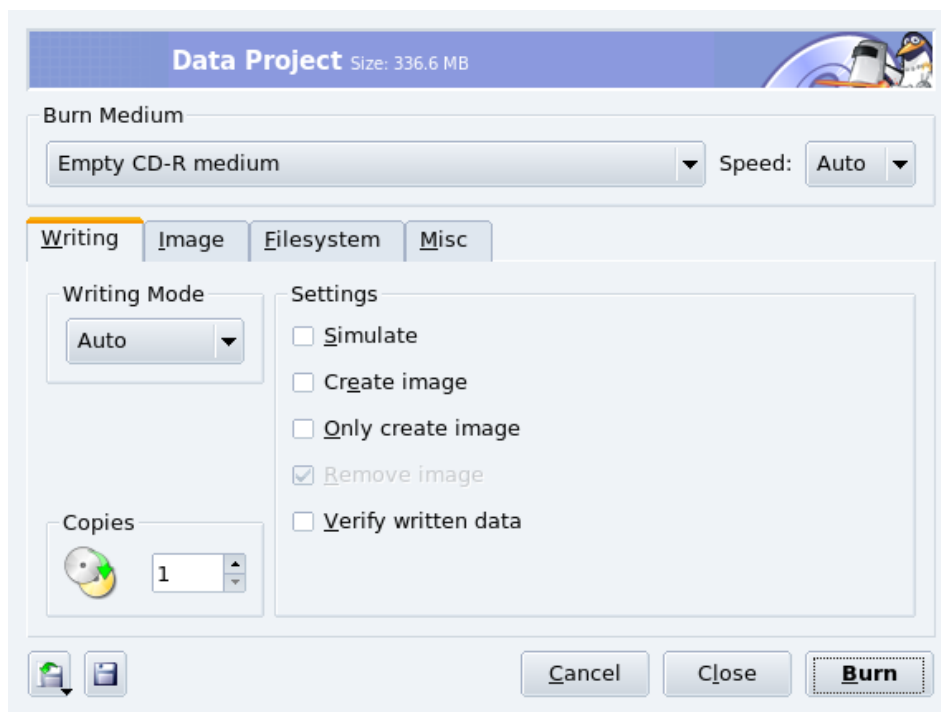 Data Project Size: 336.6 MB
Burn Medium
Empty CD-R medium Speed: Auto
Writing Image Filesystem Misc
Writing Mode Settings
Auto Simulate
Create image
Only create image
Remove image
Copies Verify written data
1
Cancel Close Burn